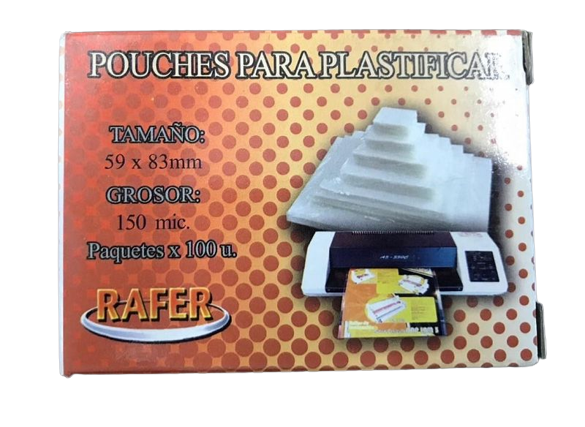 POUCHES PARA PLASTIFICAR
TAMAÑO:
59 x 83mm
GROSOR:
150 mic.
Paquetes x 100 u.
RAFER